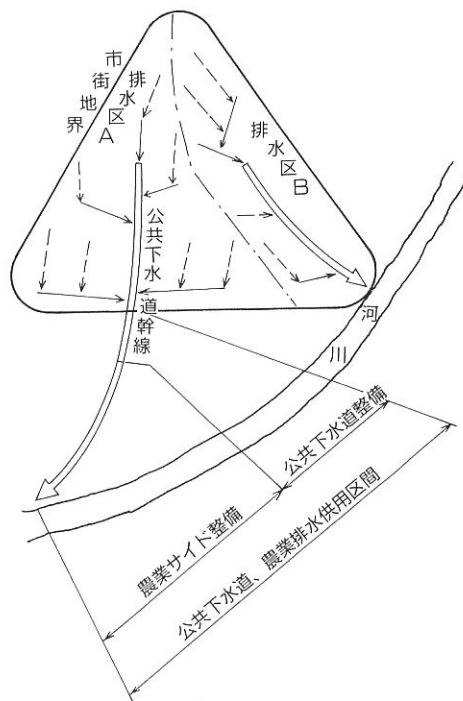 市街地界
排水区A
排水区B
公共下水道幹線
河川
公共下水道整備
農業サイド整備
公共下水道、農業排水供用区間